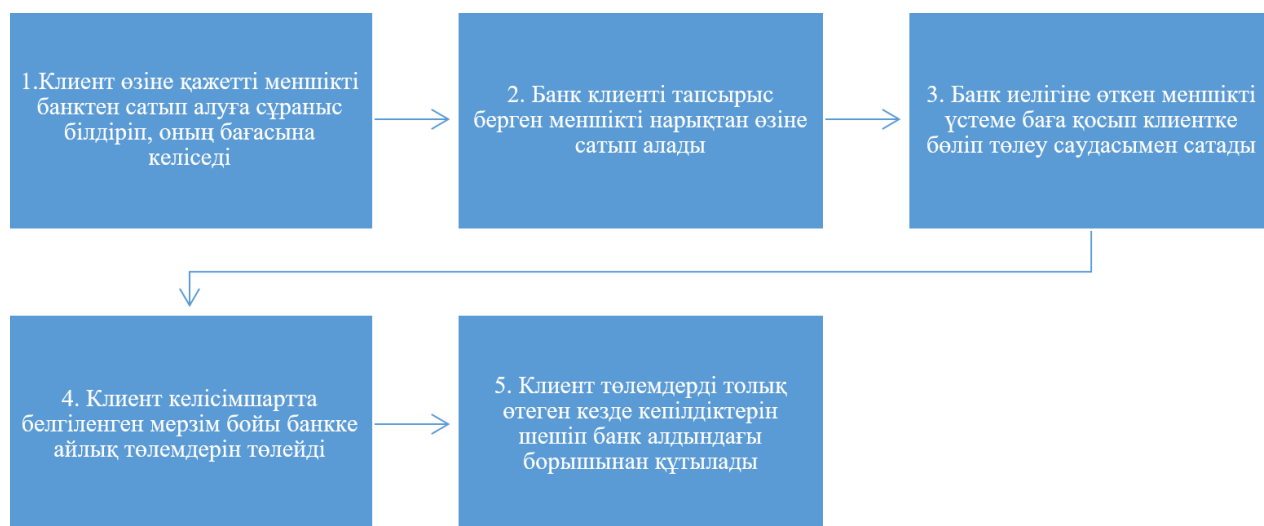 1.Клиент өзіне қажетті меншікті
банктен сатып алуға сұраныс
білдіріп, оның бағасына
келіседі
2. Банк клиенті тапсырыс
берген меншікті нарықтан өзіне
сатып алады
3. Банк иелігіне өткен меншікті
үстеме баға қосып клиентке
бөліп төлеу саудасымен сатады
4. Клиент келісімшартта
белгіленген мерзім бойы банкке
айлық төлемдерін төлейді
5. Клиент төлемдерді толық
өтеген кезде кепілдіктерін
шешіп банк алдындағы
борышынан құтылады